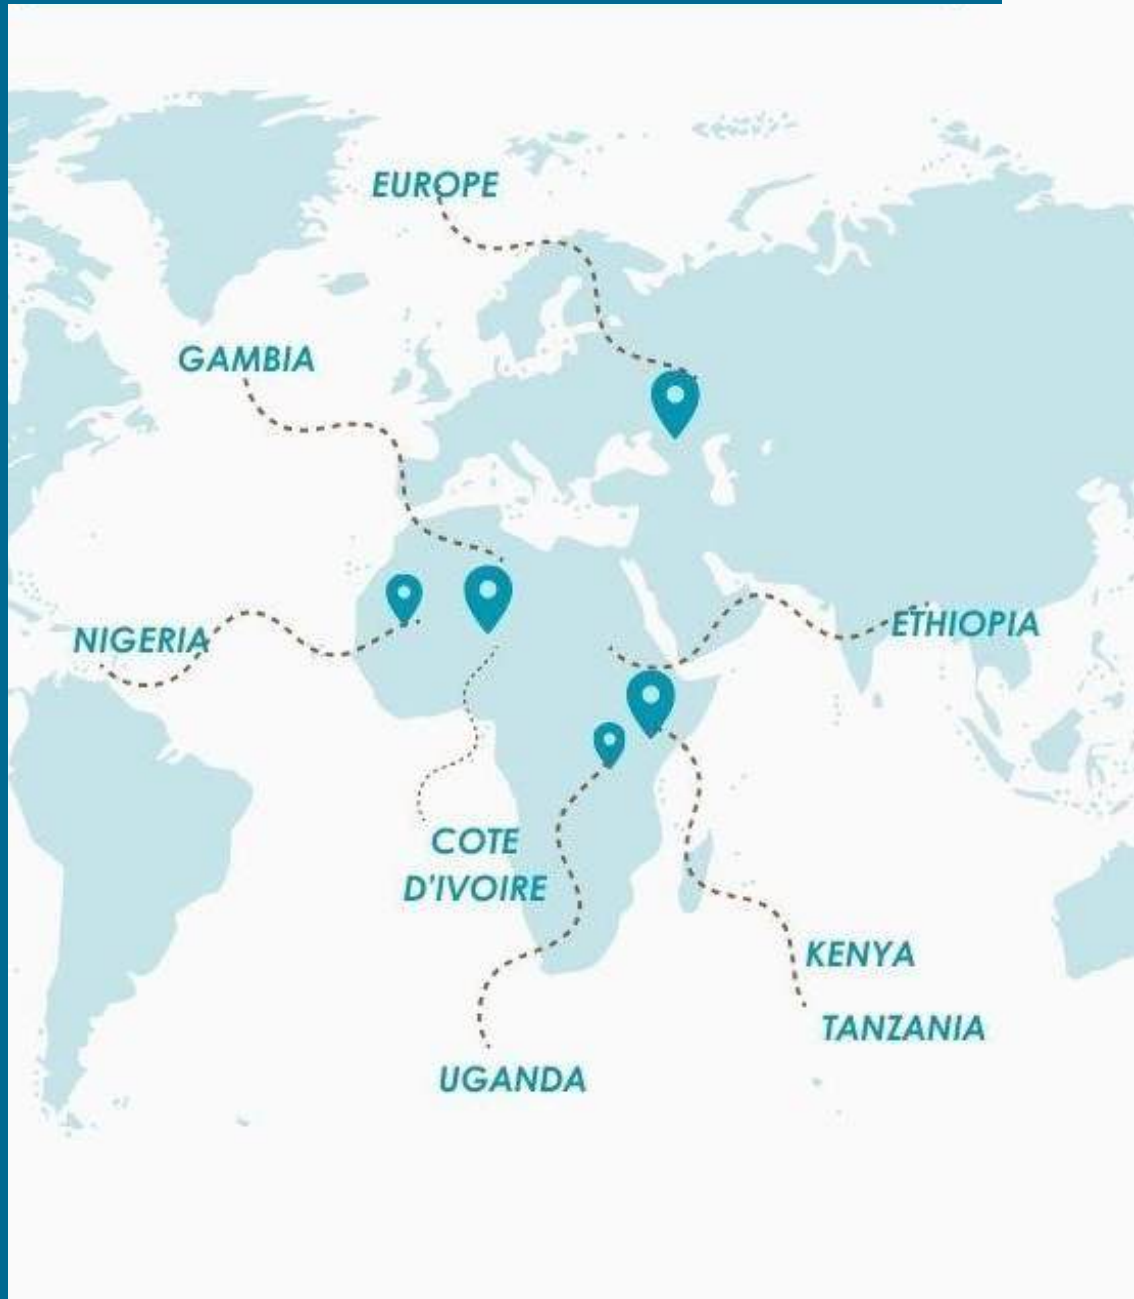 EUROPE
GAMBIA
NIGERIA
ETHIOPIA
COTE
D'IVOIRE
KENYA
TANZANIA
UGANDA